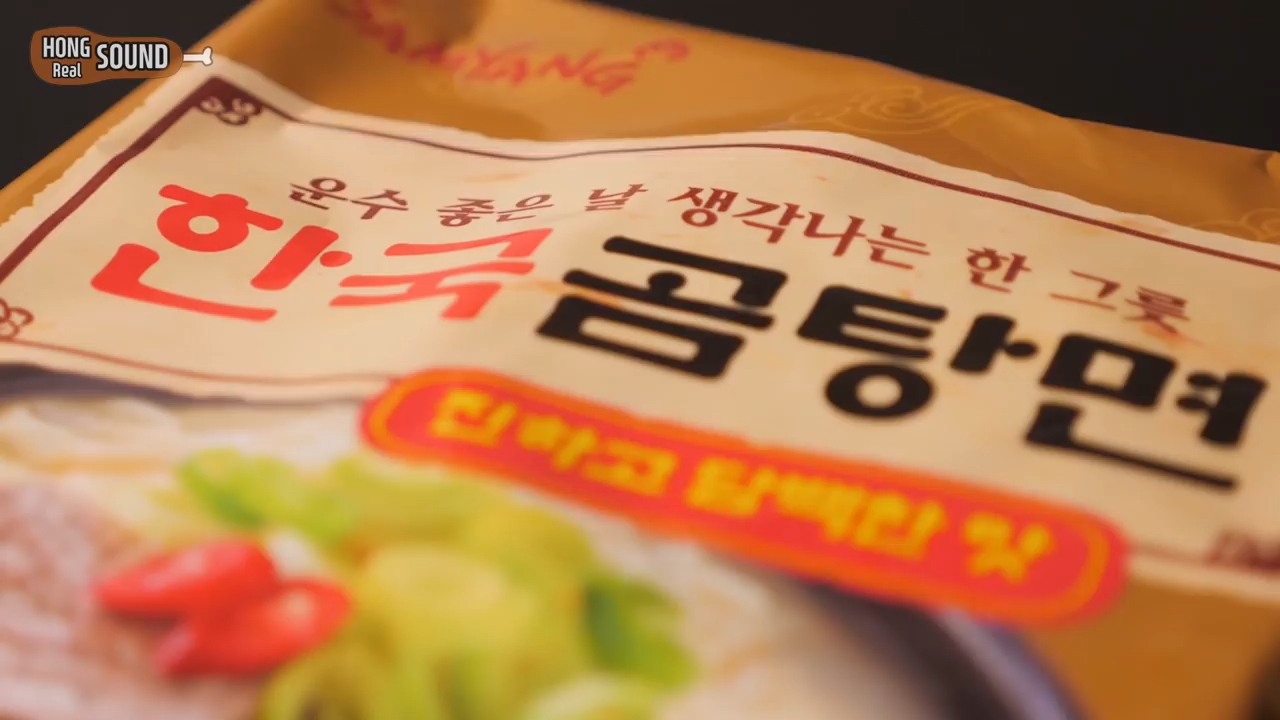 HONG
Real SOUND
SAMYANG
운수 좋은 날 생각나는 한 그릇
한국곰탕면
진하고 담백한 맛